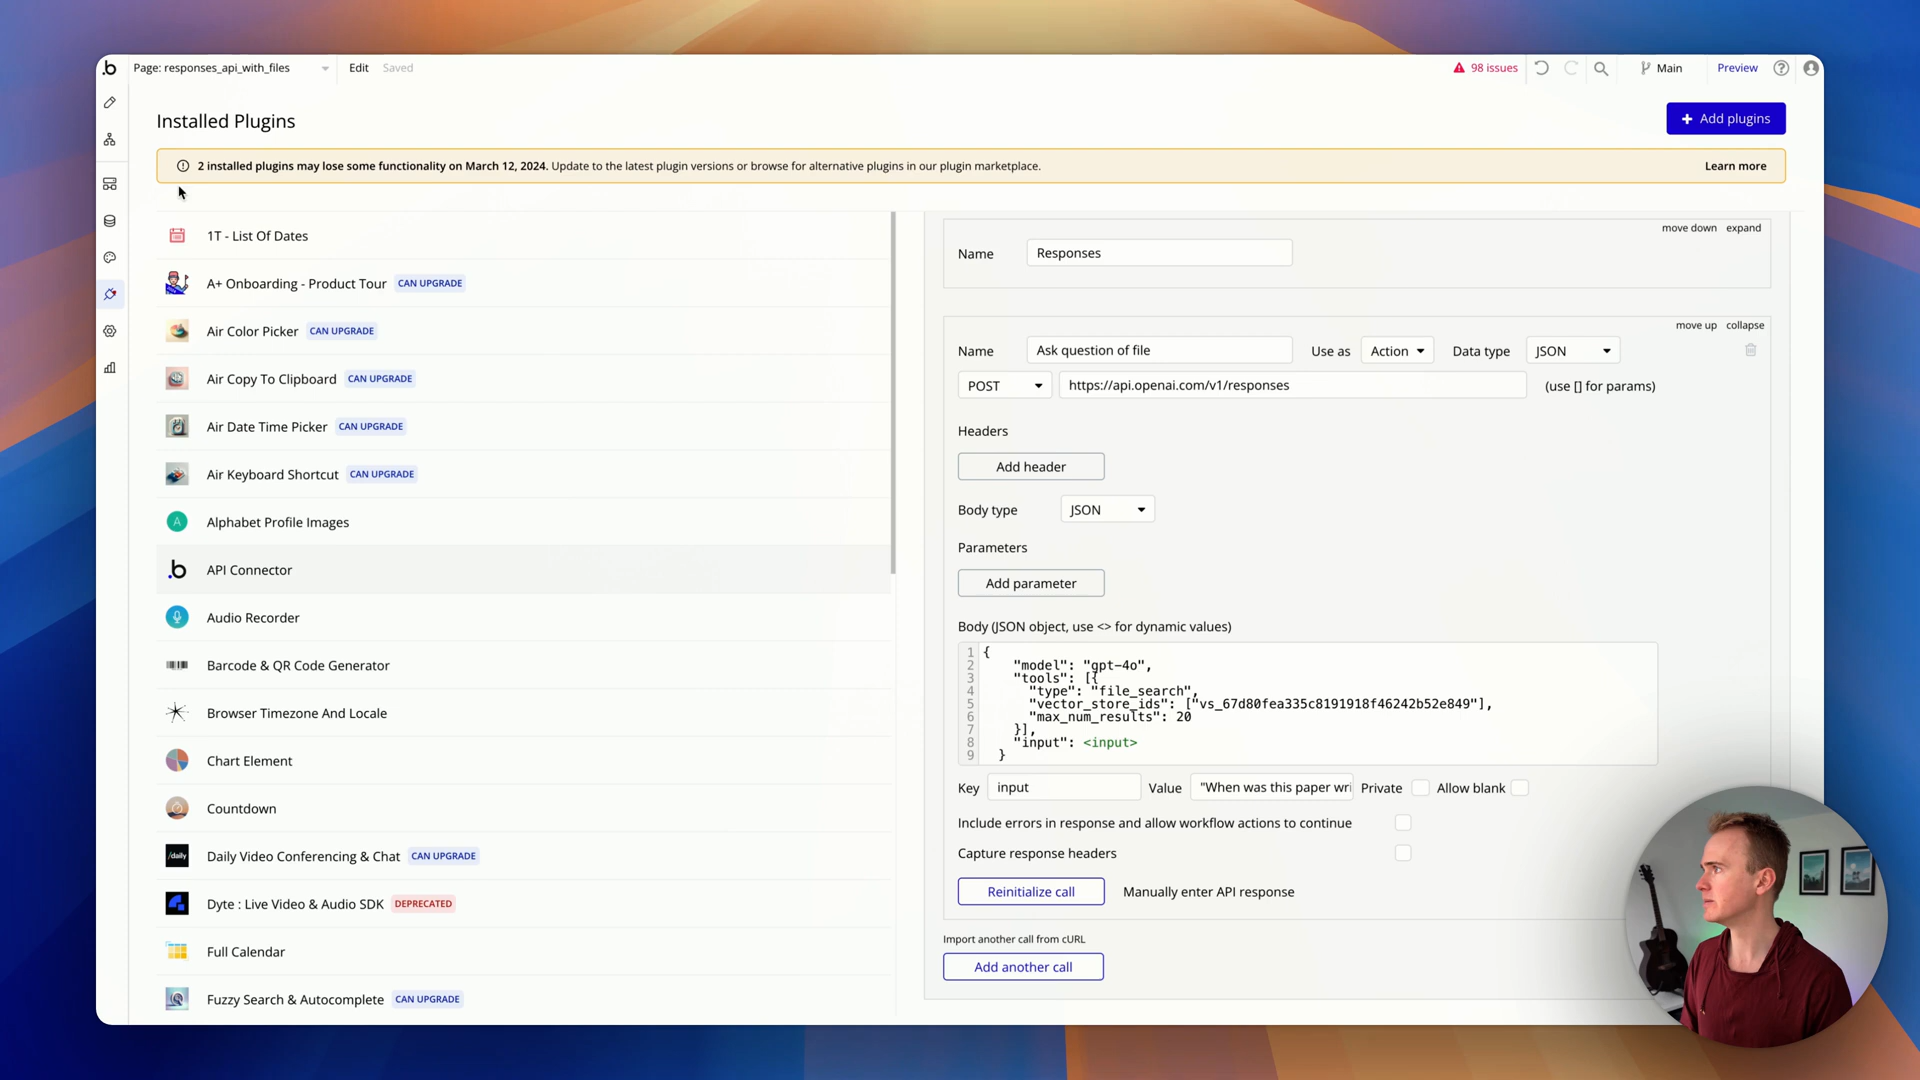 Page: responses_api_with_files
Edit
Saved
98 issues
Main
Preview
Installed Plugins
Add plugins
2 installed plugins may lose some functionality on March 12, 2024. Update to the latest plugin versions or browse for alternative plugins in our plugin marketplace.
Learn more
1T - List Of Dates
A+ Onboarding - Product Tour CAN UPGRADE
Air Color Picker CAN UPGRADE
Air Copy To Clipboard CAN UPGRADE
Air Date Time Picker CAN UPGRADE
Air Keyboard Shortcut CAN UPGRADE
A Alphabet Profile Images
b API Connector
Audio Recorder
Barcode & QR Code Generator
Browser Timezone And Locale
Chart Element
Countdown
/daily Daily Video Conferencing & Chat CAN UPGRADE
Dyte : Live Video & Audio SDK DEPRECATED
Full Calendar
Fuzzy Search & Autocomplete CAN UPGRADE
move down expand
Name Responses
move up collapse
Name Ask question of file Use as Action Data type JSON
POST https://api.openai.com/v1/responses (use [] for params)
Headers
Add header
Body type JSON
Parameters
Add parameter
Body (JSON object, use <> for dynamic values)
1 {
2 "model": "gpt-4o",
3 "tools": [{
4 "type": "file_search",
5 "vector_store_ids": ["vs_67d80fea335c8191918f46242b52e849"],
6 "max_num_results": 20
7 }],
8 "input": <input>
9 }
Key input Value "When was this paper wri Private Allow blank
Include errors in response and allow workflow actions to continue
Capture response headers
Reinitialize call Manually enter API response
Import another call from cURL
Add another call